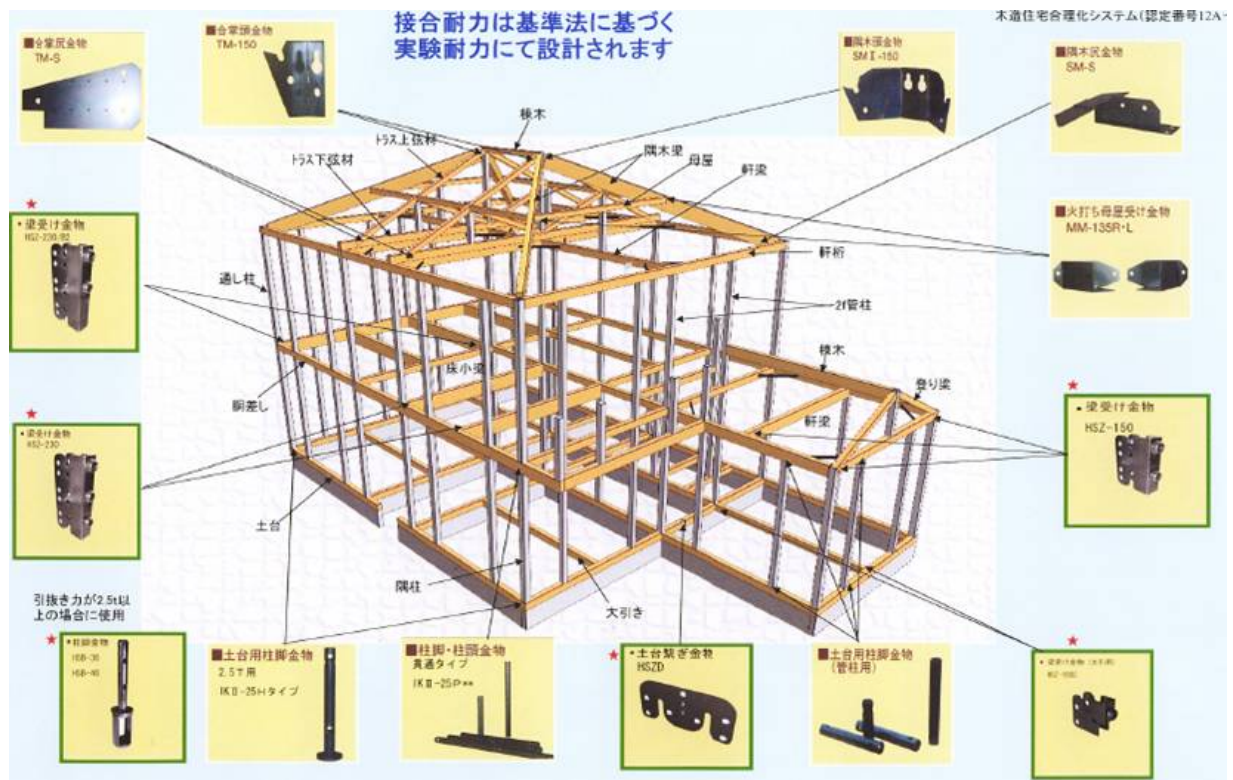 接合耐力は基準法に基づく
実験耐力にて設計されます
木造住宅合理化システム(認定番号12A-
■合掌尻金物
TM-S
■合掌頭金物
TM-150
■隅木頭金物
SMⅡ-150
■隅木尻金物
SM-S
棟木
トラス上弦材
トラス下弦材
隅木梁
母屋
軒梁
★
・梁受け金物
HSZ-230/92
■火打ち母屋受け金物
MM-135R・L
通し柱
軒桁
2f管柱
棟木
床小梁
登り梁
胴差し
軒梁
★
・梁受け金物
HSZ-230
★
・梁受け金物
HSZ-150
土台
隅柱
大引き
引抜き力が2.5t以
上の場合に使用
★
・柱脚金物
■土台用柱脚金物
2.5T用
IKⅡ-25Hタイプ
■柱脚・柱頭金物
貫通タイプ
IKⅡ-25P**
★
・土台繋ぎ金物
HSZD
■土台用柱脚金物
(管柱用)
★